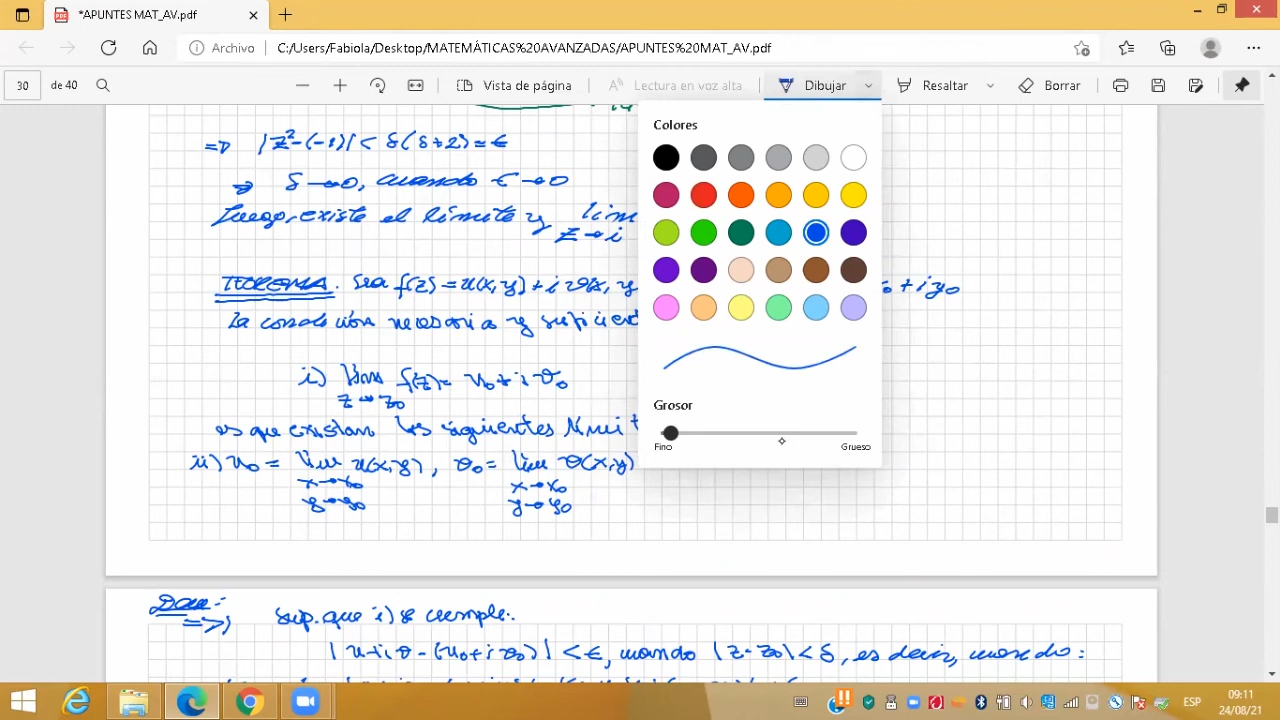 *APUNTES MAT_AV.pdf
Archivo C:/Users/Fabiola/Desktop/MATEMÁTICAS%20AVANZADAS/APUNTES%20MAT_AV.pdf
30 de 40 Vista de página Lectura en voz alta Dibujar Resaltar Borrar
Colores
Grosor
Fino Grueso
=> |z²-(-1)| < δ(δ+2) = ε
=> δ → 0, cuando ε → 0
Luego, existe el límite y lim
z → i
TEOREMA. Sea f(z) = u(x,y) + i v(x, y + i y0
La condición necesaria y suficient
i) lim f(z) = u0 + i v0
z → z0
es que existan los siguientes límit
ii) u0 = lim u(x,y), v0 = lim v(x,y)
x → x0 x → x0
y → y0 y → y0
Dem:
=>) Sup. que i) se cumple.
|u + i v - (u0 + i v0)| < ε, cuando |z - z0| < δ, es decir, cuando:
ESP
09:11
24/08/21